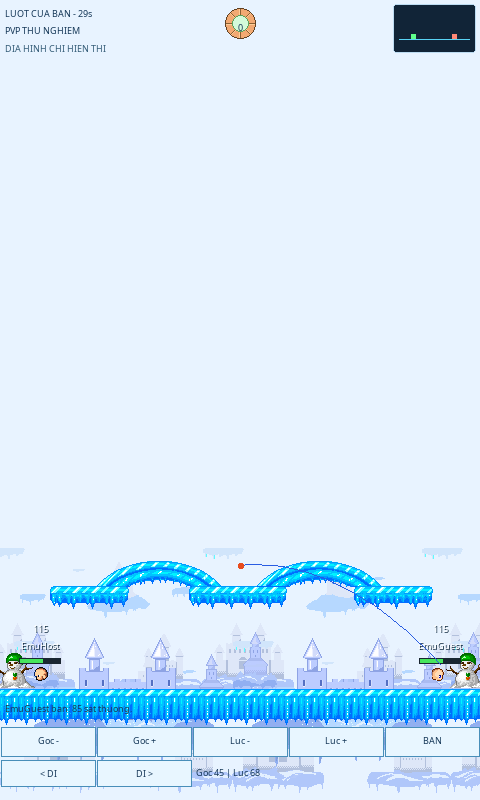 LUOT CUA BAN - 29s
PVP THU NGHIEM
DIA HINH CHI HIEN THI
0
115
EmuHost
115
EmuGuest
EmuGuest ban: 85 sat thuong
Goc -
Goc +
Luc -
Luc +
BAN
< DI
DI >
Goc 45 | Luc 68